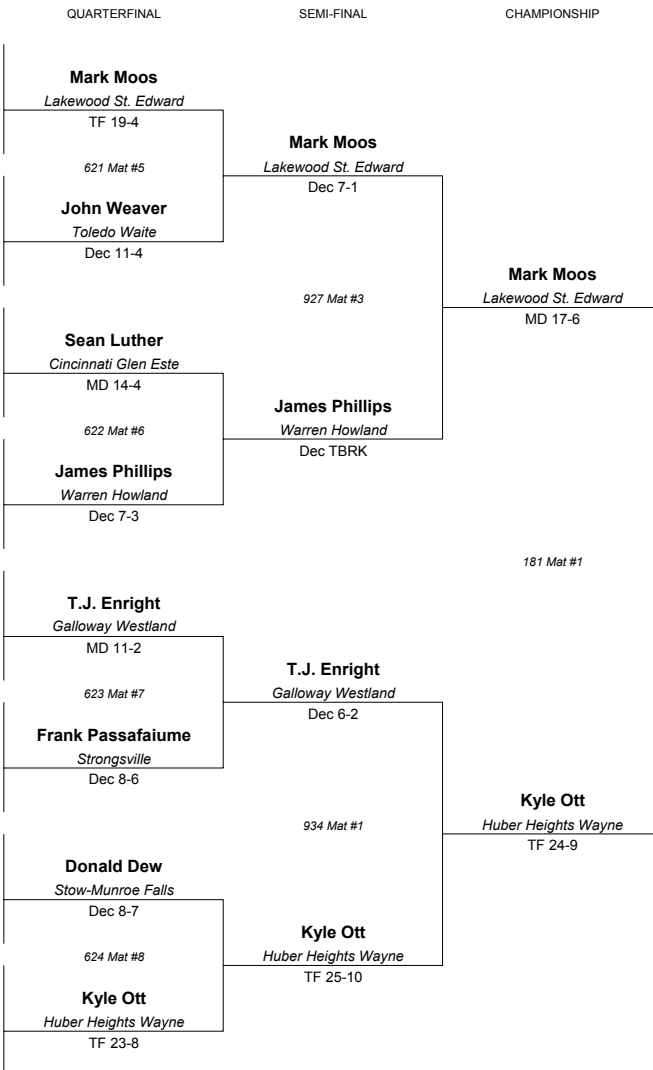 QUARTERFINAL SEMI-FINAL CHAMPIONSHIP
Mark Moos
Lakewood St. Edward
TF 19-4
621 Mat #5
John Weaver
Toledo Waite
Dec 11-4
Sean Luther
Cincinnati Glen Este
MD 14-4
622 Mat #6
James Phillips
Warren Howland
Dec 7-3
T.J. Enright
Galloway Westland
MD 11-2
623 Mat #7
Frank Passafaiume
Strongsville
Dec 8-6
Donald Dew
Stow-Munroe Falls
Dec 8-7
624 Mat #8
Kyle Ott
Huber Heights Wayne
TF 23-8
Mark Moos
Lakewood St. Edward
Dec 7-1
927 Mat #3
James Phillips
Warren Howland
Dec TBRK
T.J. Enright
Galloway Westland
Dec 6-2
934 Mat #1
Kyle Ott
Huber Heights Wayne
TF 25-10
Mark Moos
Lakewood St. Edward
MD 17-6
181 Mat #1
Kyle Ott
Huber Heights Wayne
TF 24-9